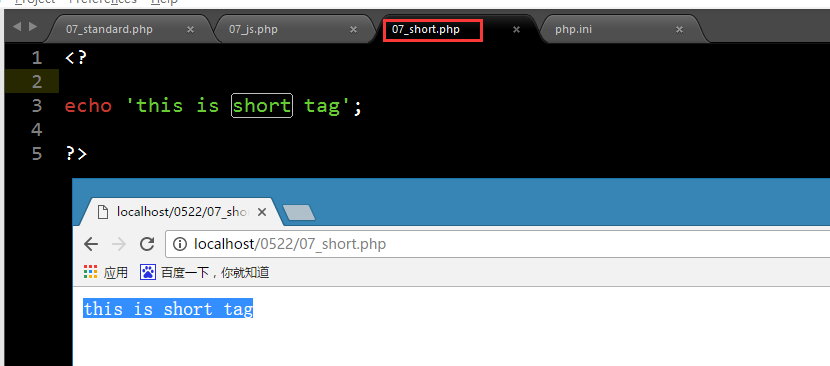 Project Preferences Help
07_standard.php × 07_js.php × 07_short.php × php.ini ×
1 <?
2
3 echo 'this is short tag';
4
5 ?>
localhost/0522/07_sho ×
localhost/0522/07_short.php
应用 百度一下，你就知道
this is short tag